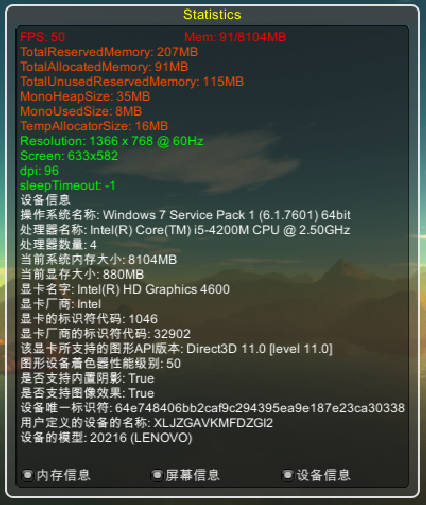 Statistics
FPS: 50 Mem: 91/8104MB
TotalReservedMemory: 207MB
TotalAllocatedMemory: 91MB
TotalUnusedReservedMemory: 115MB
MonoHeapSize: 35MB
MonoUsedSize: 8MB
TempAllocatorSize: 16MB
Resolution: 1366 x 768 @ 60Hz
Screen: 633x582
dpi: 96
sleepTimeout: -1
设备信息
操作系统名称: Windows 7 Service Pack 1 (6.1.7601) 64bit
处理器名称: Intel(R) Core(TM) i5-4200M CPU @ 2.50GHz
处理器数量: 4
当前系统内存大小: 8104MB
当前显存大小: 880MB
显卡名字: Intel(R) HD Graphics 4600
显卡厂商: Intel
显卡的标识符代码: 1046
显卡厂商的标识符代码: 32902
该显卡所支持的图形API版本: Direct3D 11.0 [level 11.0]
图形设备着色器性能级别: 50
是否支持内置阴影: True
是否支持图像效果: True
设备唯一标识符: 64e748406bb2caf9c294395ea9e187e23ca30338
用户定义的设备的名称: XLJZGAVKMFDZGI2
设备的模型: 20216 (LENOVO)
内存信息 屏幕信息 设备信息